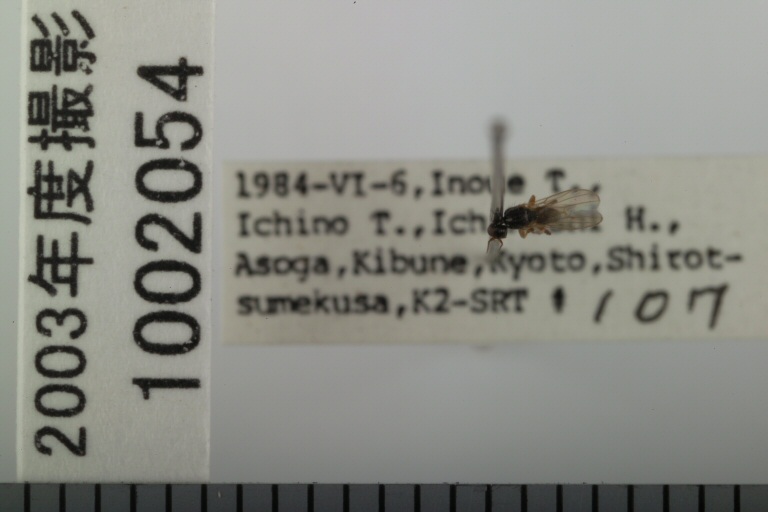 2003年度撮影
1002054
1984-VI-6,Inoue T.,
Ichino T.,Ich H.,
Asoga,Kibune,Kyoto,Shirot-
sumekusa,K2-SRT # 107